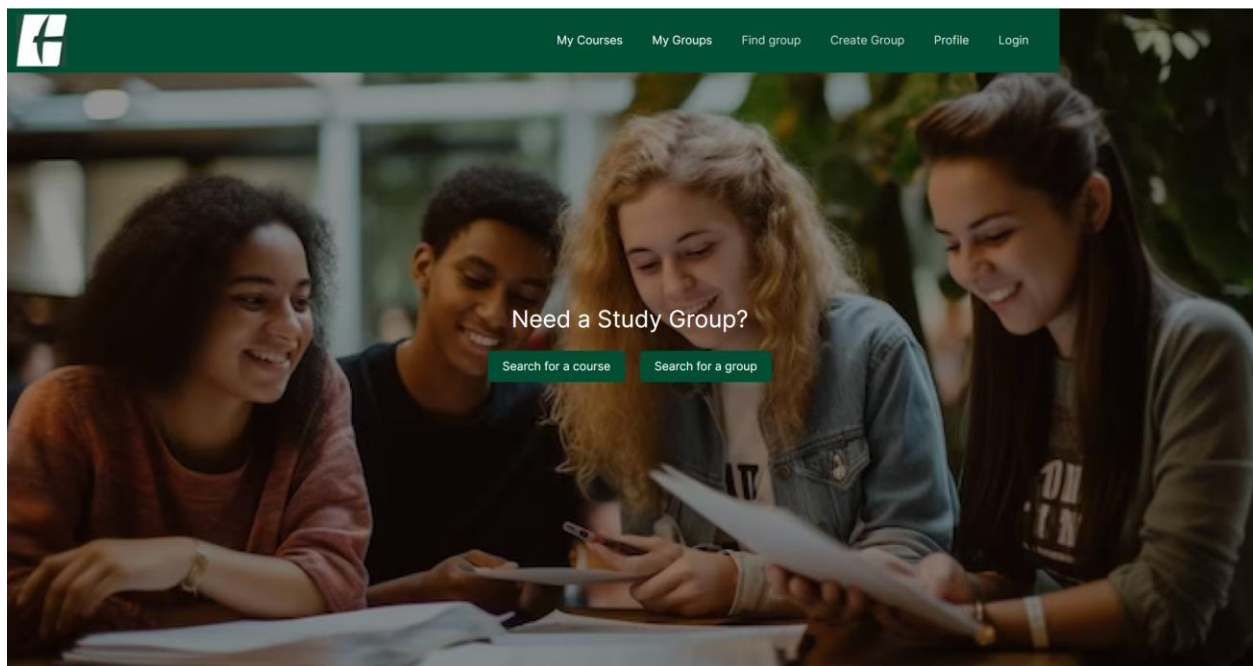 My Courses My Groups Find group Create Group Profile Login
Need a Study Group?
Search for a course Search for a group